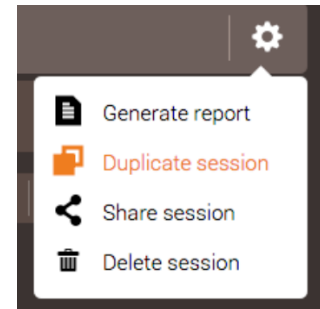 Generate report
Duplicate session
Share session
Delete session